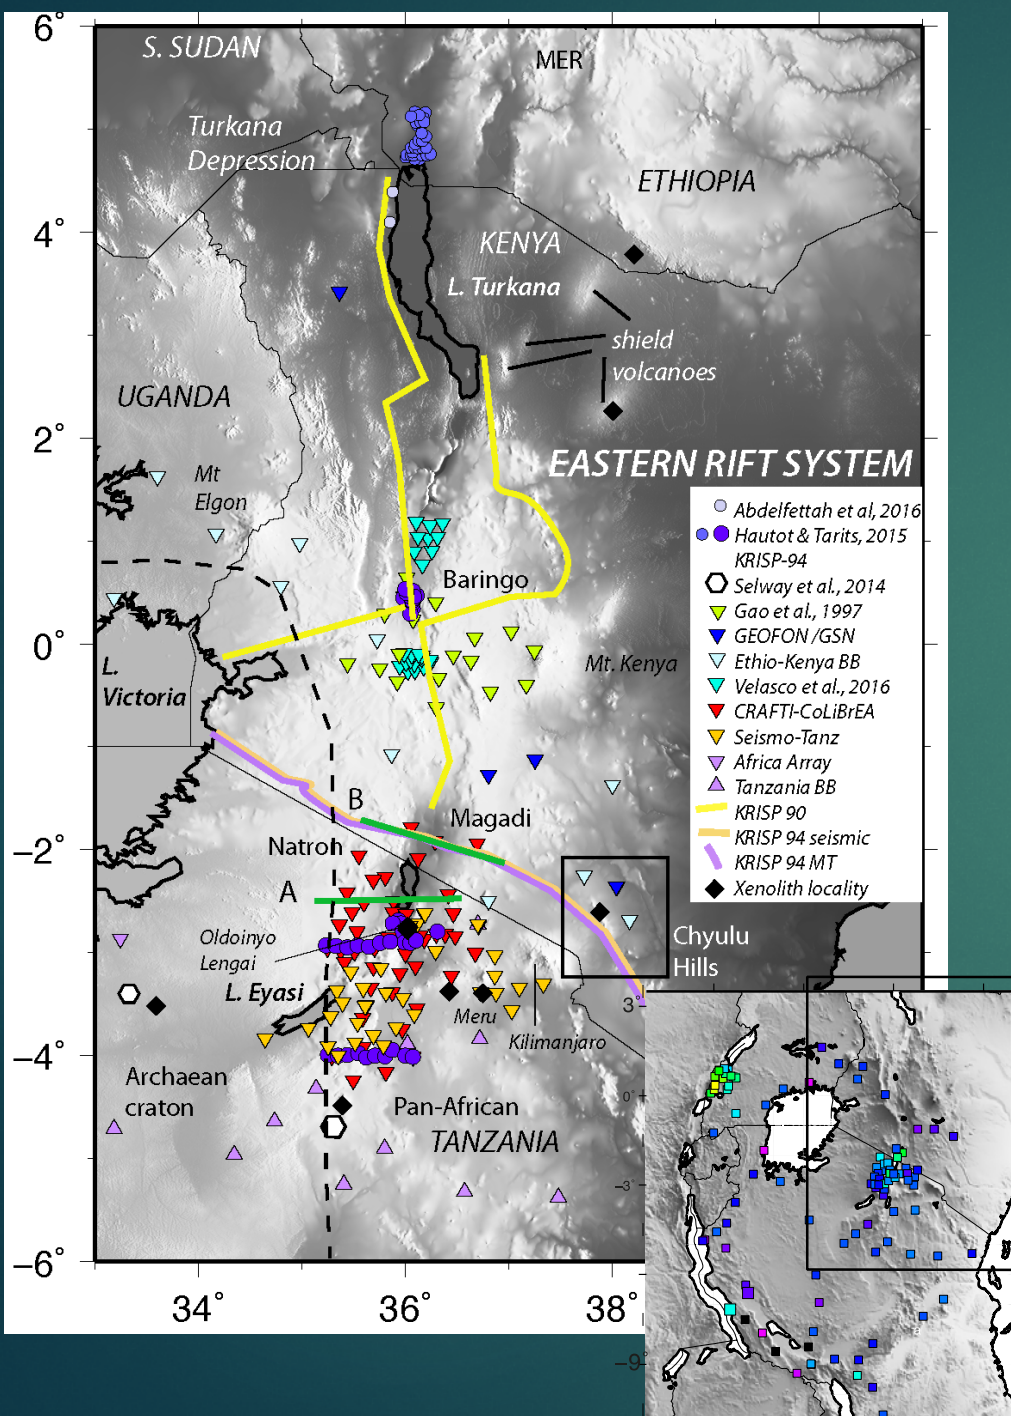 6°
S. SUDAN
MER
Turkana
Depression
ETHIOPIA
4°
KENYA
L. Turkana
shield
volcanoes
UGANDA
2°
EASTERN RIFT SYSTEM
Mt
Elgon
Abdelfettah et al, 2016
Hautot & Tarits, 2015
KRISP-94
Selway et al., 2014
Gao et al., 1997
GEOFON /GSN
Ethio-Kenya BB
Velasco et al., 2016
CRAFTI-CoLiBrEA
Seismo-Tanz
Africa Array
Tanzania BB
KRISP 90
KRISP 94 seismic
KRISP 94 MT
Xenolith locality
Baringo
0°
L.
Victoria
Mt. Kenya
B
Magadi
−2°
Natron
A
Oldoinyo
Lengai
Chyulu
Hills
L. Eyasi
Meru
Kilimanjaro
−4°
Archaean
craton
Pan-African
TANZANIA
−6°
34°
36°
38°
3°
0°
−3°
−9°